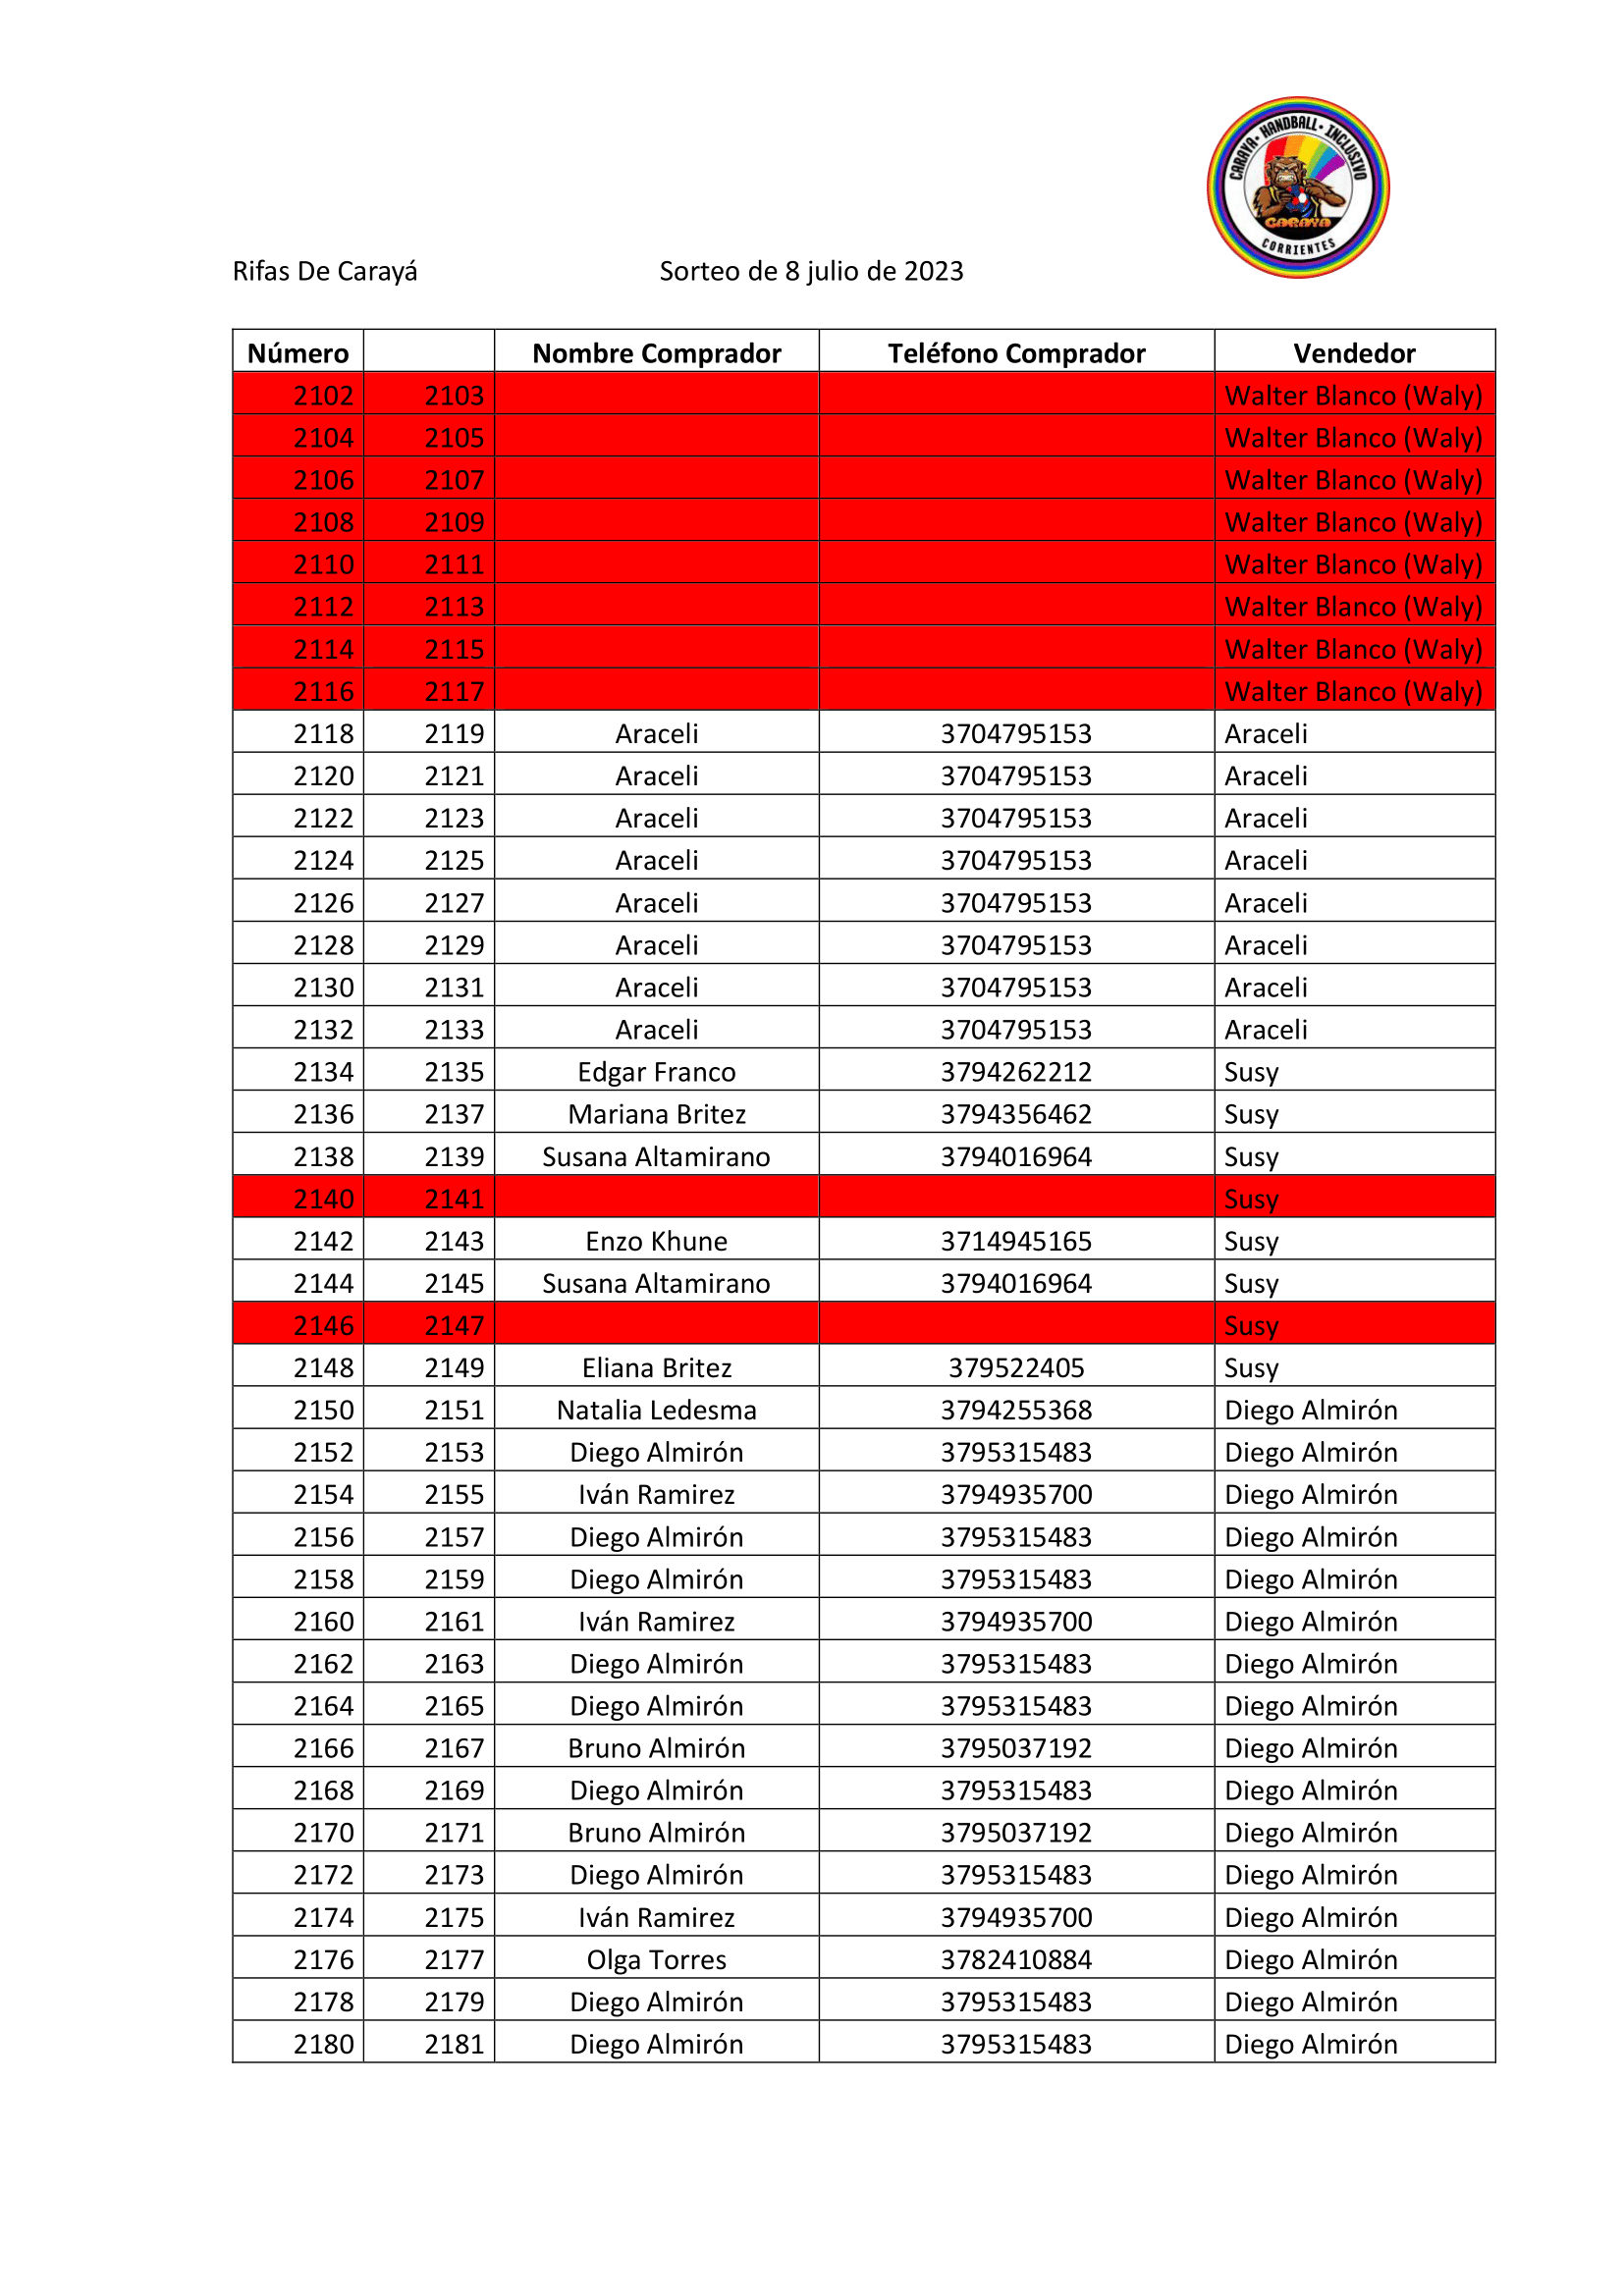 CARAYA • HANDBALL • INCLUSIVO
CARAYA
CORRIENTES
Rifas De Carayá Sorteo de 8 julio de 2023
Número Nombre Comprador Teléfono Comprador Vendedor
2102 2103 Walter Blanco (Waly)
2104 2105 Walter Blanco (Waly)
2106 2107 Walter Blanco (Waly)
2108 2109 Walter Blanco (Waly)
2110 2111 Walter Blanco (Waly)
2112 2113 Walter Blanco (Waly)
2114 2115 Walter Blanco (Waly)
2116 2117 Walter Blanco (Waly)
2118 2119 Araceli 3704795153 Araceli
2120 2121 Araceli 3704795153 Araceli
2122 2123 Araceli 3704795153 Araceli
2124 2125 Araceli 3704795153 Araceli
2126 2127 Araceli 3704795153 Araceli
2128 2129 Araceli 3704795153 Araceli
2130 2131 Araceli 3704795153 Araceli
2132 2133 Araceli 3704795153 Araceli
2134 2135 Edgar Franco 3794262212 Susy
2136 2137 Mariana Britez 3794356462 Susy
2138 2139 Susana Altamirano 3794016964 Susy
2140 2141 Susy
2142 2143 Enzo Khune 3714945165 Susy
2144 2145 Susana Altamirano 3794016964 Susy
2146 2147 Susy
2148 2149 Eliana Britez 379522405 Susy
2150 2151 Natalia Ledesma 3794255368 Diego Almirón
2152 2153 Diego Almirón 3795315483 Diego Almirón
2154 2155 Iván Ramirez 3794935700 Diego Almirón
2156 2157 Diego Almirón 3795315483 Diego Almirón
2158 2159 Diego Almirón 3795315483 Diego Almirón
2160 2161 Iván Ramirez 3794935700 Diego Almirón
2162 2163 Diego Almirón 3795315483 Diego Almirón
2164 2165 Diego Almirón 3795315483 Diego Almirón
2166 2167 Bruno Almirón 3795037192 Diego Almirón
2168 2169 Diego Almirón 3795315483 Diego Almirón
2170 2171 Bruno Almirón 3795037192 Diego Almirón
2172 2173 Diego Almirón 3795315483 Diego Almirón
2174 2175 Iván Ramirez 3794935700 Diego Almirón
2176 2177 Olga Torres 3782410884 Diego Almirón
2178 2179 Diego Almirón 3795315483 Diego Almirón
2180 2181 Diego Almirón 3795315483 Diego Almirón